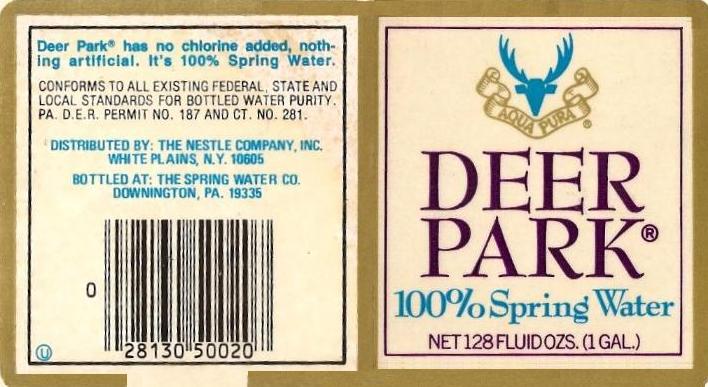 Deer Park® has no chlorine added, noth-
ing artificial. It's 100% Spring Water.
CONFORMS TO ALL EXISTING FEDERAL, STATE AND
LOCAL STANDARDS FOR BOTTLED WATER PURITY.
PA. D.E.R. PERMIT NO. 187 AND CT. NO. 281.
DISTRIBUTED BY: THE NESTLE COMPANY, INC.
WHITE PLAINS, N.Y. 10605
BOTTLED AT: THE SPRING WATER CO.
DOWNINGTON, PA. 19335
0
28130 50020
U
AQUA PURA ®
DEER
PARK®
100% Spring Water
NET 128 FLUID OZS. (1 GAL.)